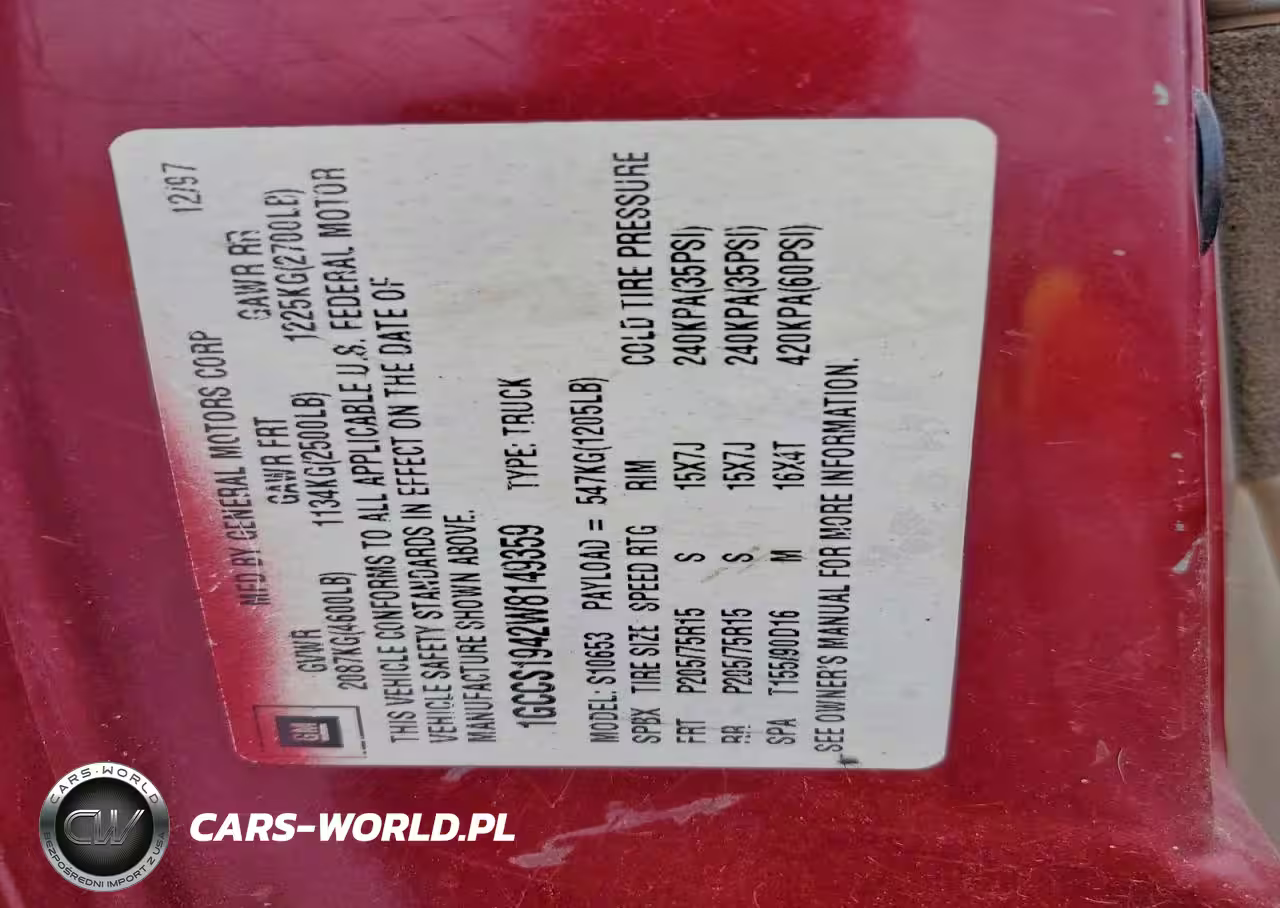 MFD BY GENERAL MOTORS CORP 12/97
GVWR GAWR FRT GAWR RR
2087KG(4600LB) 1134KG(2500LB) 1225KG(2700LB)
GM
THIS VEHICLE CONFORMS TO ALL APPLICABLE U.S. FEDERAL MOTOR
VEHICLE SAFETY STANDARDS IN EFFECT ON THE DATE OF
MANUFACTURE SHOWN ABOVE.
1GCCS1942W8149359 TYPE: TRUCK
MODEL: S10653 PAYLOAD = 547KG(1205LB)
SPBX TIRE SIZE SPEED RTG RIM COLD TIRE PRESSURE
FRT P205/75R15 S 15X7J 240KPA(35PSI)
RR P205/75R15 S 15X7J 240KPA(35PSI)
SPA T155/90D16 M 16X4T 420KPA(60PSI)
SEE OWNER'S MANUAL FOR MORE INFORMATION.
CARS-WORLD
CW
BEZPOŚREDNI IMPORT Z USA
CARS-WORLD.PL